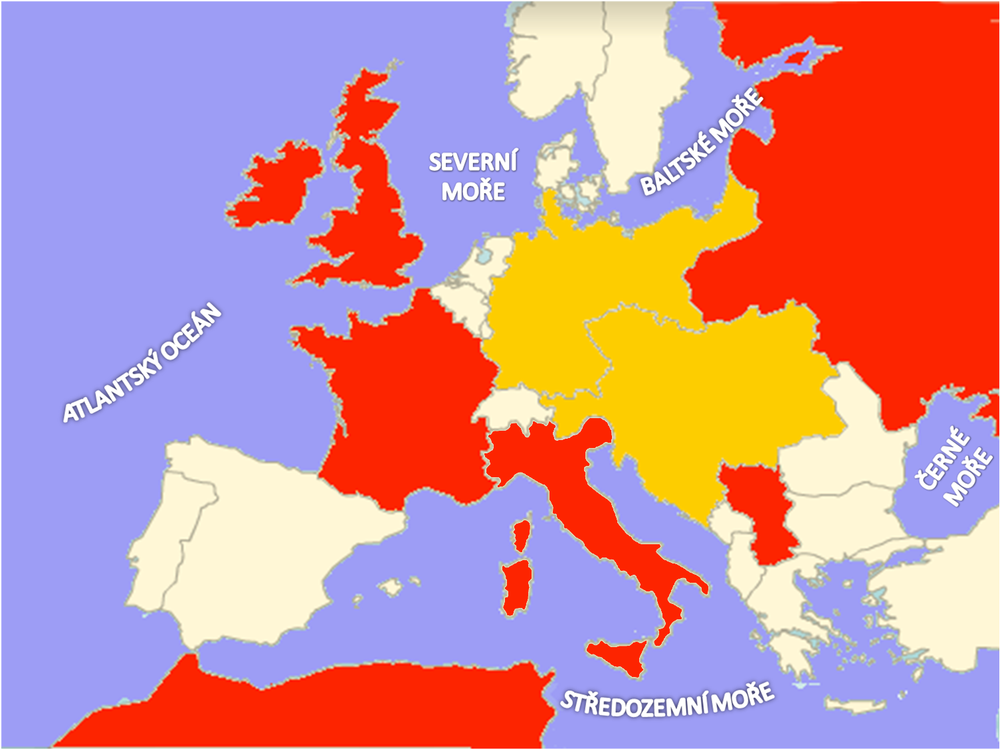 SEVERNÍ
MOŘE
BALTSKÉ MOŘE
ATLANTSKÝ OCEÁN
ČERNÉ
MOŘE
STŘEDOZEMNÍ MOŘE